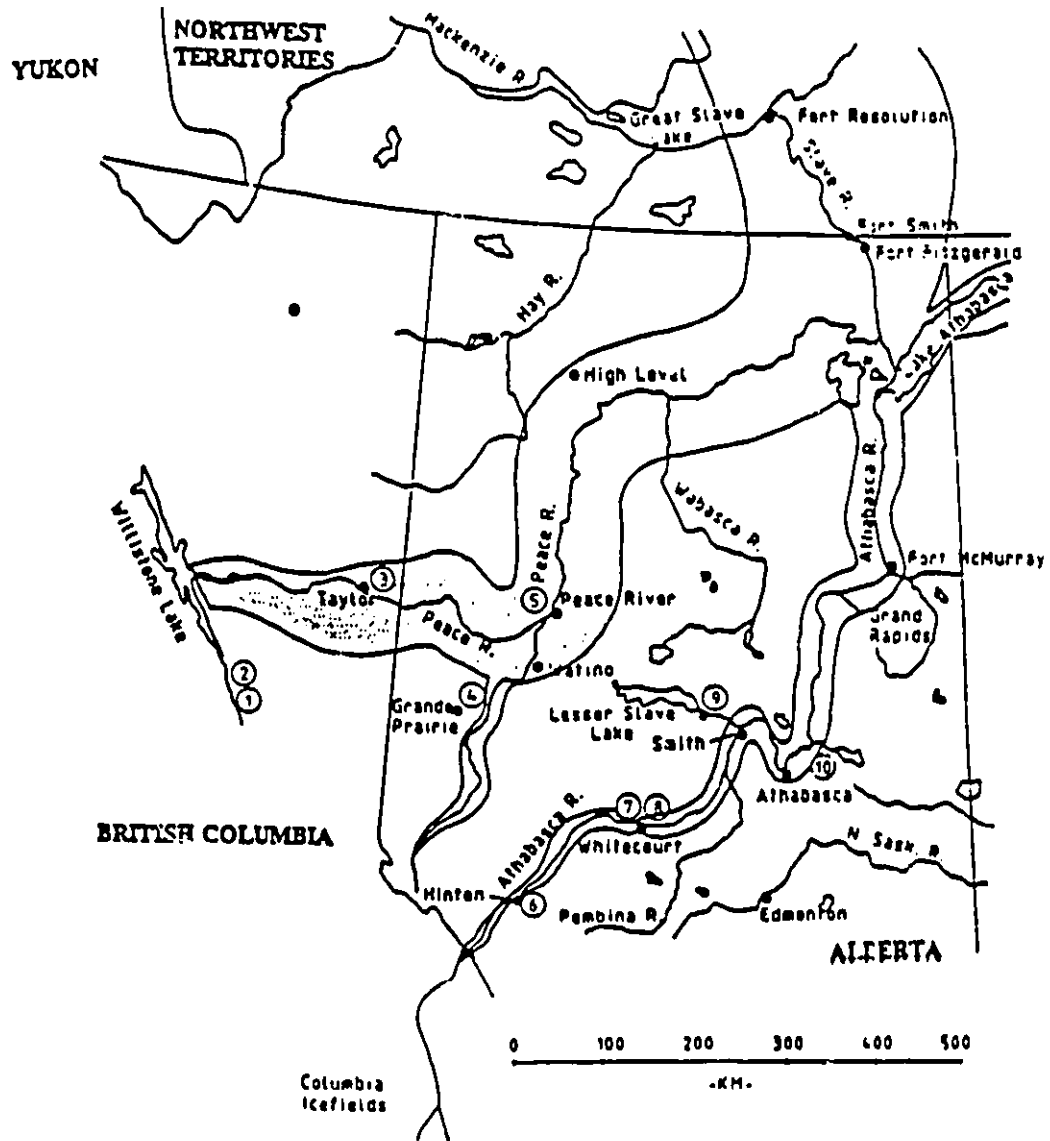 NORTHWEST
TERRITORIES
YUKON
Mackenzie R.
Great Slave
Lake
Fort Resolution
Slave R.
Fort Smith
Fort Fitzgerald
Hay R.
Lake Athabasca
High Level
Peace R.
Wabasca R.
Athabasca R.
Willistone Lake
3
Taylor
5
Peace River
Fort McMurray
Peace R.
Grand
Rapids
Watino
2
1
4
Grande
Prairie
9
Lesser Slave
Lake
Smith
10
Athabasca
7 8
Athabasca R.
Whitecourt
BRITISH COLUMBIA
N. Sask. R.
Hinton
6
Pembina R.
Edmonton
ALBERTA
0 100 200 300 400 500
-KM-
Columbia
Icefields